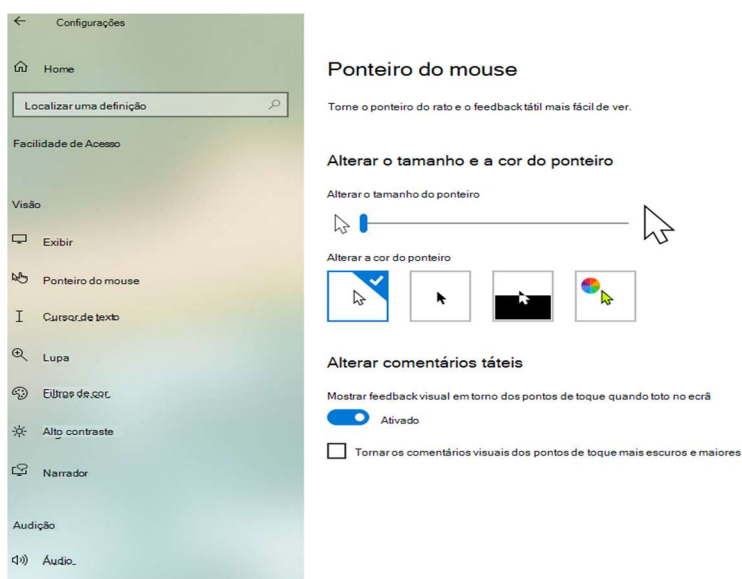 Configurações
Home
Localizar uma definição
Facilidade de Acesso
Visão
Exibir
Ponteiro do mouse
Cursor de texto
Lupa
Filtros de cor
Alto contraste
Narrador
Audição
Áudio
Ponteiro do mouse
Torne o ponteiro do rato e o feedback tátil mais fácil de ver.
Alterar o tamanho e a cor do ponteiro
Alterar o tamanho do ponteiro
Alterar a cor do ponteiro
Alterar comentários táteis
Mostrar feedback visual em torno dos pontos de toque quando toto no ecrã
Ativado
Tornar os comentários visuais dos pontos de toque mais escuros e maiores